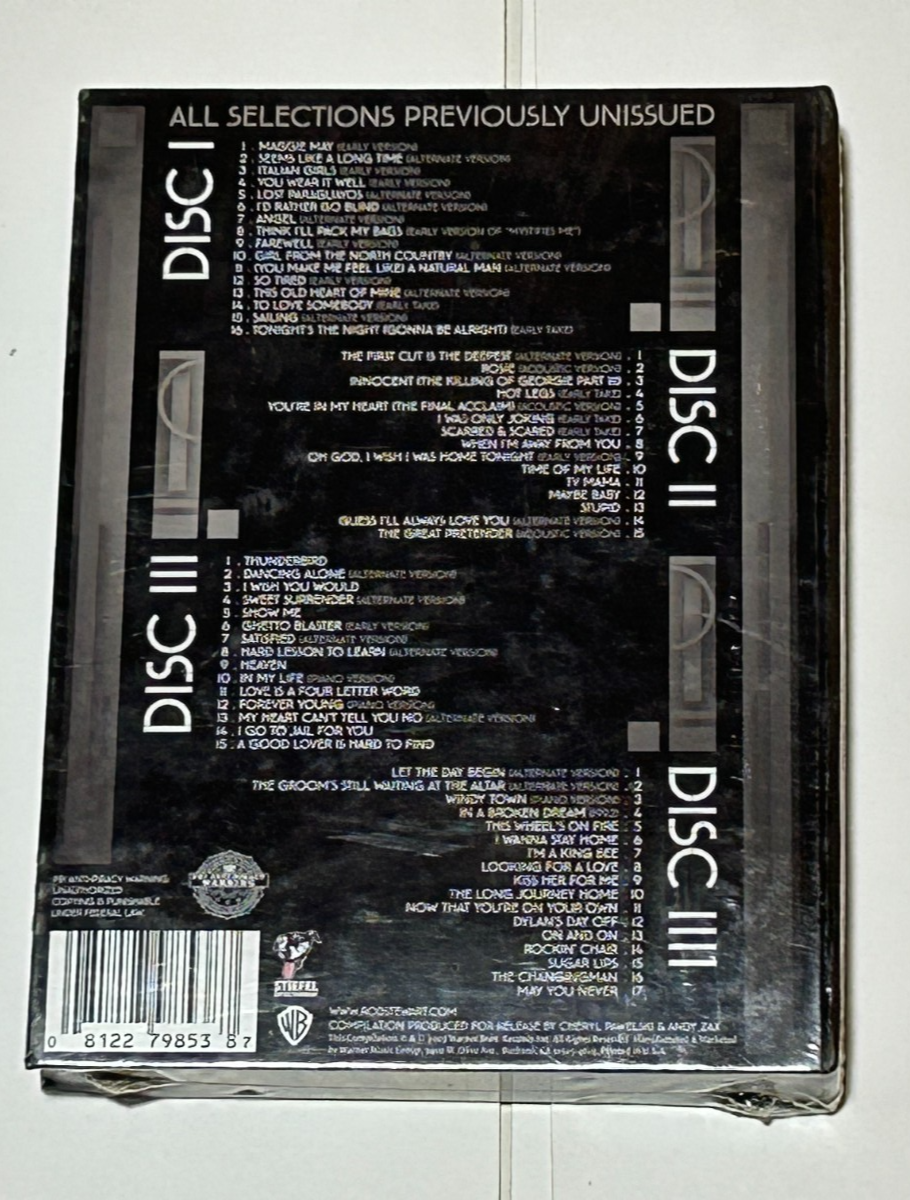 ALL SELECTIONS PREVIOUSLY UNISSUED
DISC I
1 . MAGGIE MAY (EARLY VERSION)
2 . SEEMS LIKE A LONG TIME (ALTERNATE VERSION)
3 . ITALIAN GIRLS (EARLY VERSION)
4 . YOU WEAR IT WELL (EARLY VERSION)
5 . LOST PARAGUAYOS (ALTERNATE VERSION)
6 . I'D RATHER GO BLIND (ALTERNATE VERSION)
7 . ANGEL (ALTERNATE VERSION)
8 . THINK I'LL PACK MY BAGS (EARLY VERSION OF "MYSTIFIES ME")
9 . FAREWELL (EARLY VERSION)
10 . GIRL FROM THE NORTH COUNTRY (ALTERNATE VERSION)
11 . (YOU MAKE ME FEEL LIKE) A NATURAL MAN (ALTERNATE VERSION)
12 . SO TIRED (EARLY VERSION)
13 . THIS OLD HEART OF MINE (ALTERNATE VERSION)
14 . TO LOVE SOMEBODY (EARLY TAKE)
15 . SAILING (ALTERNATE VERSION)
16 . TONIGHT'S THE NIGHT (GONNA BE ALRIGHT) (EARLY TAKE)
DISC II
THE FIRST CUT IS THE DEEPEST (ALTERNATE VERSION) . 1
ROSIE (ACOUSTIC VERSION) . 2
INNOCENT (THE KILLING OF GEORGIE PART III) . 3
HOT LEGS (EARLY TAKE) . 4
YOU'RE IN MY HEART (THE FINAL ACCLAIM) (ACOUSTIC VERSION) . 5
I WAS ONLY JOKING (EARLY TAKE) . 6
SCARRED & SCARED (EARLY TAKE) . 7
WHEN I'M AWAY FROM YOU . 8
OH GOD, I WISH I WAS HOME TONIGHT (EARLY VERSION) . 9
TIME OF MY LIFE . 10
TV MAMA . 11
MAYBE BABY . 12
STUPID . 13
GUESS I'LL ALWAYS LOVE YOU (ALTERNATE VERSION) . 14
THE GREAT PRETENDER (ACOUSTIC VERSION) . 15
DISC III
1 . THUNDERBIRD
2 . DANCING ALONE (ALTERNATE VERSION)
3 . I WISH YOU WOULD
4 . SWEET SURRENDER (ALTERNATE VERSION)
5 . SHOW ME
6 . GHETTO BLASTER (EARLY VERSION)
7 . SATISFIED (ALTERNATE VERSION)
8 . HARD LESSON TO LEARN (ALTERNATE VERSION)
9 . HEAVEN
10 . IN MY LIFE (PIANO VERSION)
11 . LOVE IS A FOUR LETTER WORD
12 . FOREVER YOUNG (PIANO VERSION)
13 . MY HEART CAN'T TELL YOU NO (ALTERNATE VERSION)
14 . I GO TO JAIL FOR YOU
15 . A GOOD LOVER IS HARD TO FIND
DISC IIII
LET THE DAY BEGIN (ALTERNATE VERSION) . 1
THE GROOM'S STILL WAITING AT THE ALTAR (ALTERNATE VERSION) . 2
WINDY TOWN (PIANO VERSION) . 3
IN A BROKEN DREAM (1992) . 4
THIS WHEEL'S ON FIRE . 5
I WANNA STAY HOME . 6
I'M A KING BEE . 7
LOOKING FOR A LOVE . 8
KISS HER FOR ME . 9
THE LONG JOURNEY HOME . 10
NOW THAT YOU'RE ON YOUR OWN . 11
DYLAN'S DAY OFF . 12
ON AND ON . 13
ROCKIN' CHAIR . 14
SUGAR LIPS . 15
THE CHANGINGMAN . 16
MAY YOU NEVER . 17
FBI ANTI-PIRACY WARNING
UNAUTHORIZED
COPYING IS PUNISHABLE
UNDER FEDERAL LAW.
STIEFEL
WB
WWW.RODSTEWART.COM
COMPILATION PRODUCED FOR RELEASE BY CHERYL PAWELSKI & ANDY ZAX
0 8122 79853 8 7